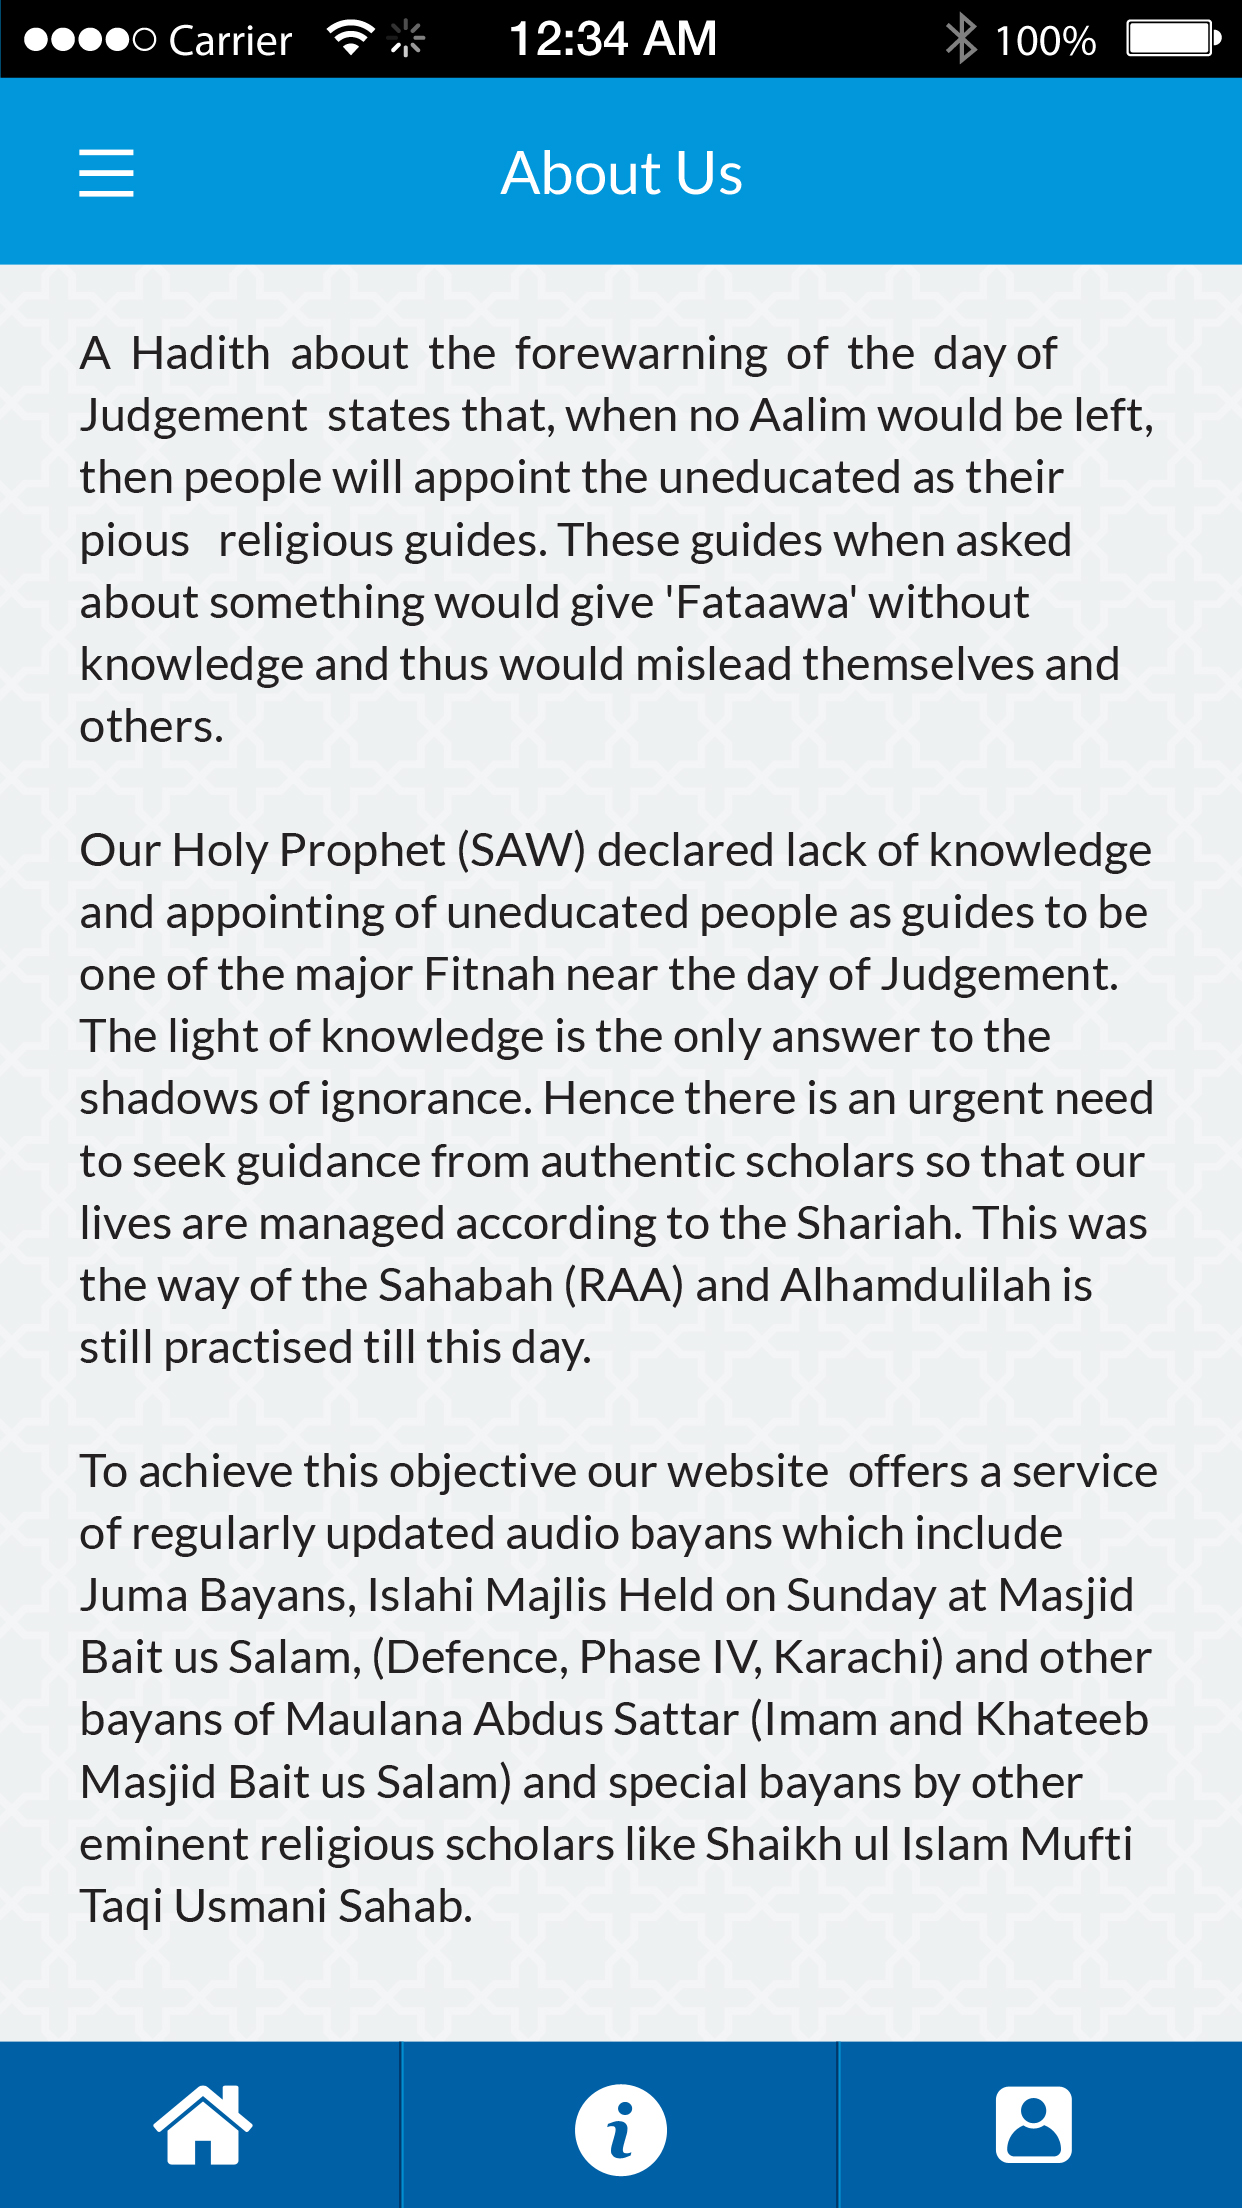 Carrier 12:34 AM 100%
About Us
A Hadith about the forewarning of the day of
Judgement states that, when no Aalim would be left,
then people will appoint the uneducated as their
pious religious guides. These guides when asked
about something would give 'Fataawa' without
knowledge and thus would mislead themselves and
others.
Our Holy Prophet (SAW) declared lack of knowledge
and appointing of uneducated people as guides to be
one of the major Fitnah near the day of Judgement.
The light of knowledge is the only answer to the
shadows of ignorance. Hence there is an urgent need
to seek guidance from authentic scholars so that our
lives are managed according to the Shariah. This was
the way of the Sahabah (RAA) and Alhamdulilah is
still practised till this day.
To achieve this objective our website offers a service
of regularly updated audio bayans which include
Juma Bayans, Islahi Majlis Held on Sunday at Masjid
Bait us Salam, (Defence, Phase IV, Karachi) and other
bayans of Maulana Abdus Sattar (Imam and Khateeb
Masjid Bait us Salam) and special bayans by other
eminent religious scholars like Shaikh ul Islam Mufti
Taqi Usmani Sahab.